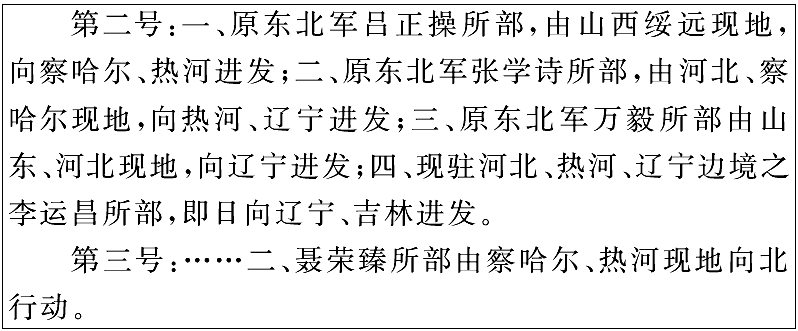 第二号:一、原东北军吕正操所部,由山西绥远现地,
向察哈尔、热河进发;二、原东北军张学诗所部,由河北、察
哈尔现地,向热河、辽宁进发;三、原东北军万毅所部由山
东、河北现地,向辽宁进发;四、现驻河北、热河、辽宁边境之
李运昌所部,即日向辽宁、吉林进发。
第三号:……二、聂荣臻所部由察哈尔、热河现地向北
行动。